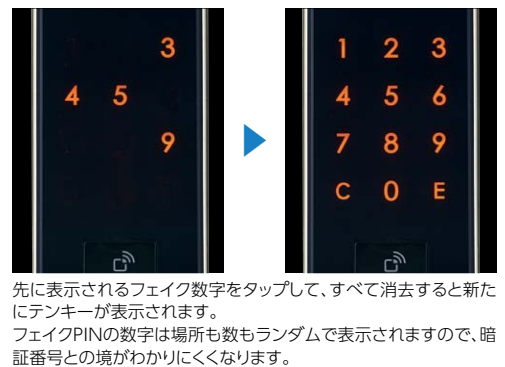 3
4 5
9
1 2 3
4 5 6
7 8 9
C 0 E
先に表示されるフェイク数字をタップして、すべて消去すると新た
にテンキーが表示されます。
フェイクPINの数字は場所も数もランダムで表示されますので、暗
証番号との境がわかりにくくなります。